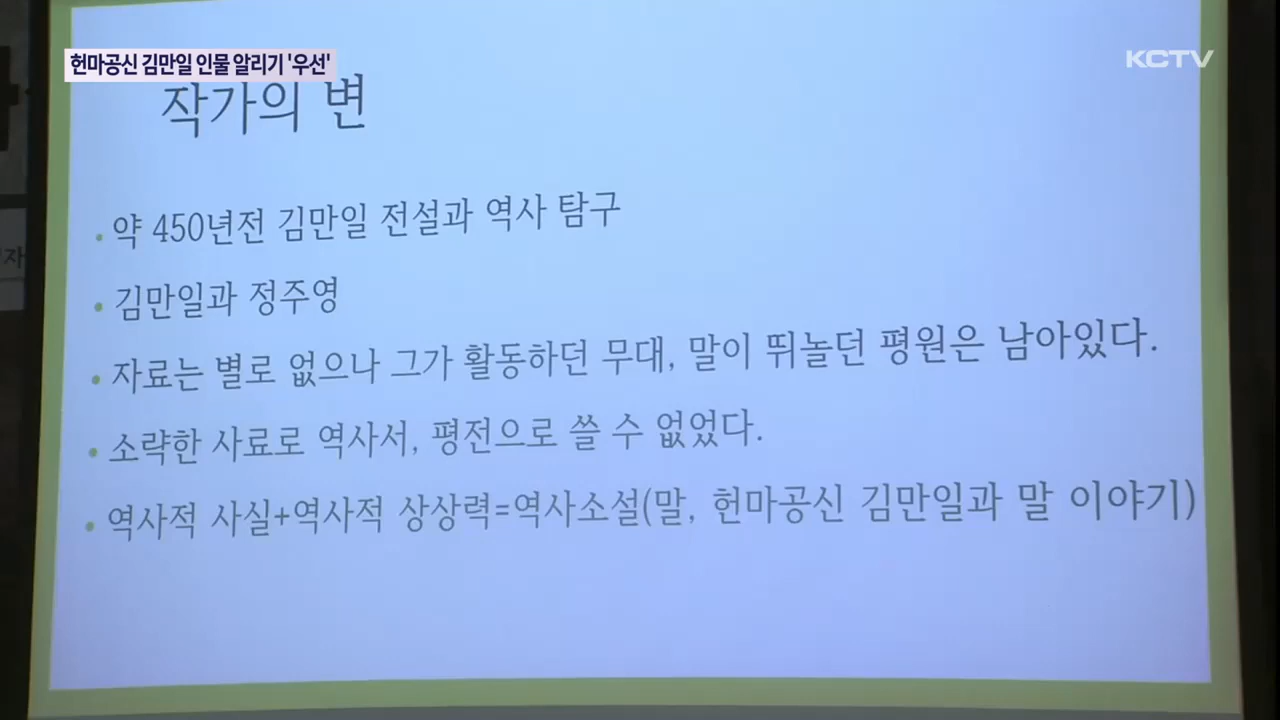 헌마공신 김만일 인물 알리기 '우선'
KCTV
작가의 변
• 약 450년전 김만일 전설과 역사 탐구
• 김만일과 정주영
• 자료는 별로 없으나 그가 활동하던 무대, 말이 뛰놀던 평원은 남아있다.
• 소략한 사료로 역사서, 평전으로 쓸 수 없었다.
• 역사적 사실+역사적 상상력=역사소설(말, 헌마공신 김만일과 말 이야기)